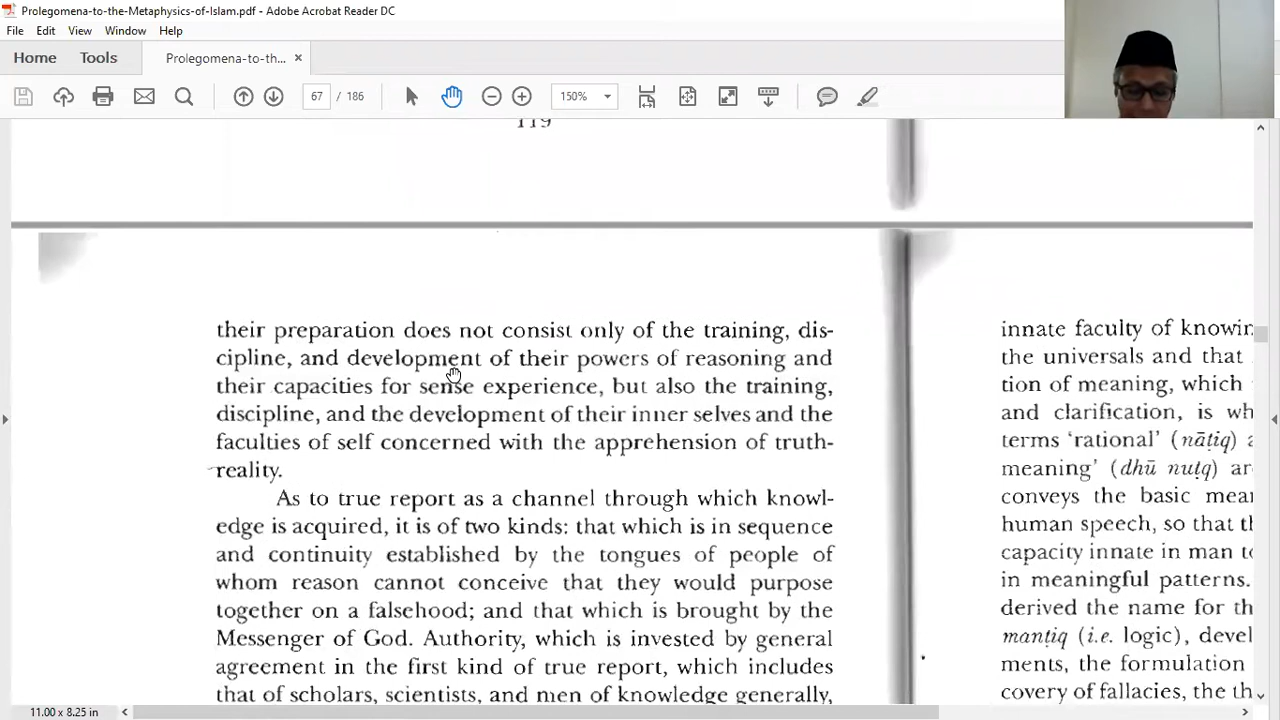 Prolegomena-to-the-Metaphysics-of-Islam.pdf - Adobe Acrobat Reader DC
File Edit View Window Help
Home Tools Prolegomena-to-th... ×
67 / 186 150%
119
their preparation does not consist only of the training, dis-
cipline, and development of their powers of reasoning and
their capacities for sense experience, but also the training,
discipline, and the development of their inner selves and the
faculties of self concerned with the apprehension of truth-
reality.
As to true report as a channel through which knowl-
edge is acquired, it is of two kinds: that which is in sequence
and continuity established by the tongues of people of
whom reason cannot conceive that they would purpose
together on a falsehood; and that which is brought by the
Messenger of God. Authority, which is invested by general
agreement in the first kind of true report, which includes
that of scholars, scientists, and men of knowledge generally,
innate faculty of
the universals and that
tion of meaning, which
and clarification, is
terms ‘rational’ (nāṭiq)
meaning’ (dhū nuṭq)
conveys the basic
human speech, so that
capacity innate in man
in meaningful patterns.
derived the name for
manṭiq (i.e. logic),
ments, the formulation
covery of fallacies, the
11.00 x 8.25 in